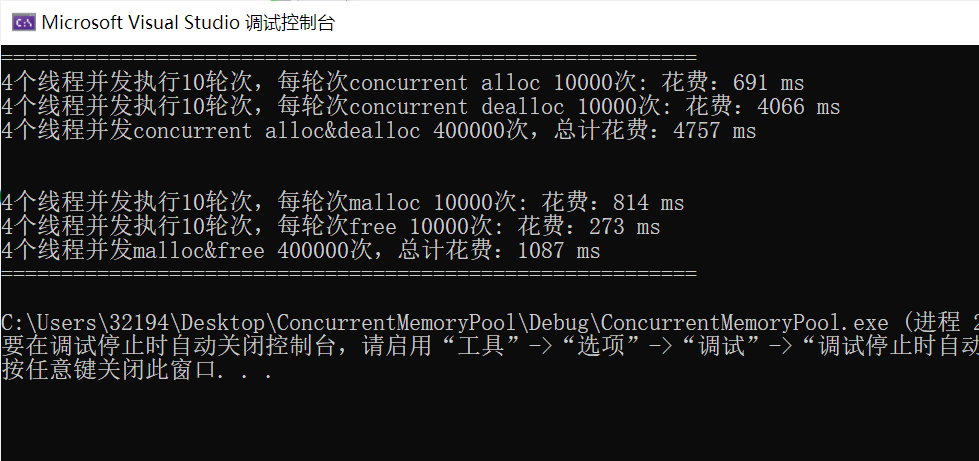 Microsoft Visual Studio 调试控制台
==========================================================
4个线程并发执行10轮次，每轮次concurrent alloc 10000次: 花费：691 ms
4个线程并发执行10轮次，每轮次concurrent dealloc 10000次: 花费：4066 ms
4个线程并发concurrent alloc&dealloc 400000次，总计花费：4757 ms
4个线程并发执行10轮次，每轮次malloc 10000次: 花费：814 ms
4个线程并发执行10轮次，每轮次free 10000次: 花费：273 ms
4个线程并发malloc&free 400000次，总计花费：1087 ms
==========================================================
C:\Users\32194\Desktop\ConcurrentMemoryPool\Debug\ConcurrentMemoryPool.exe (进程 2
要在调试停止时自动关闭控制台，请启用“工具”->“选项”->“调试”->“调试停止时自动
按任意键关闭此窗口. . .